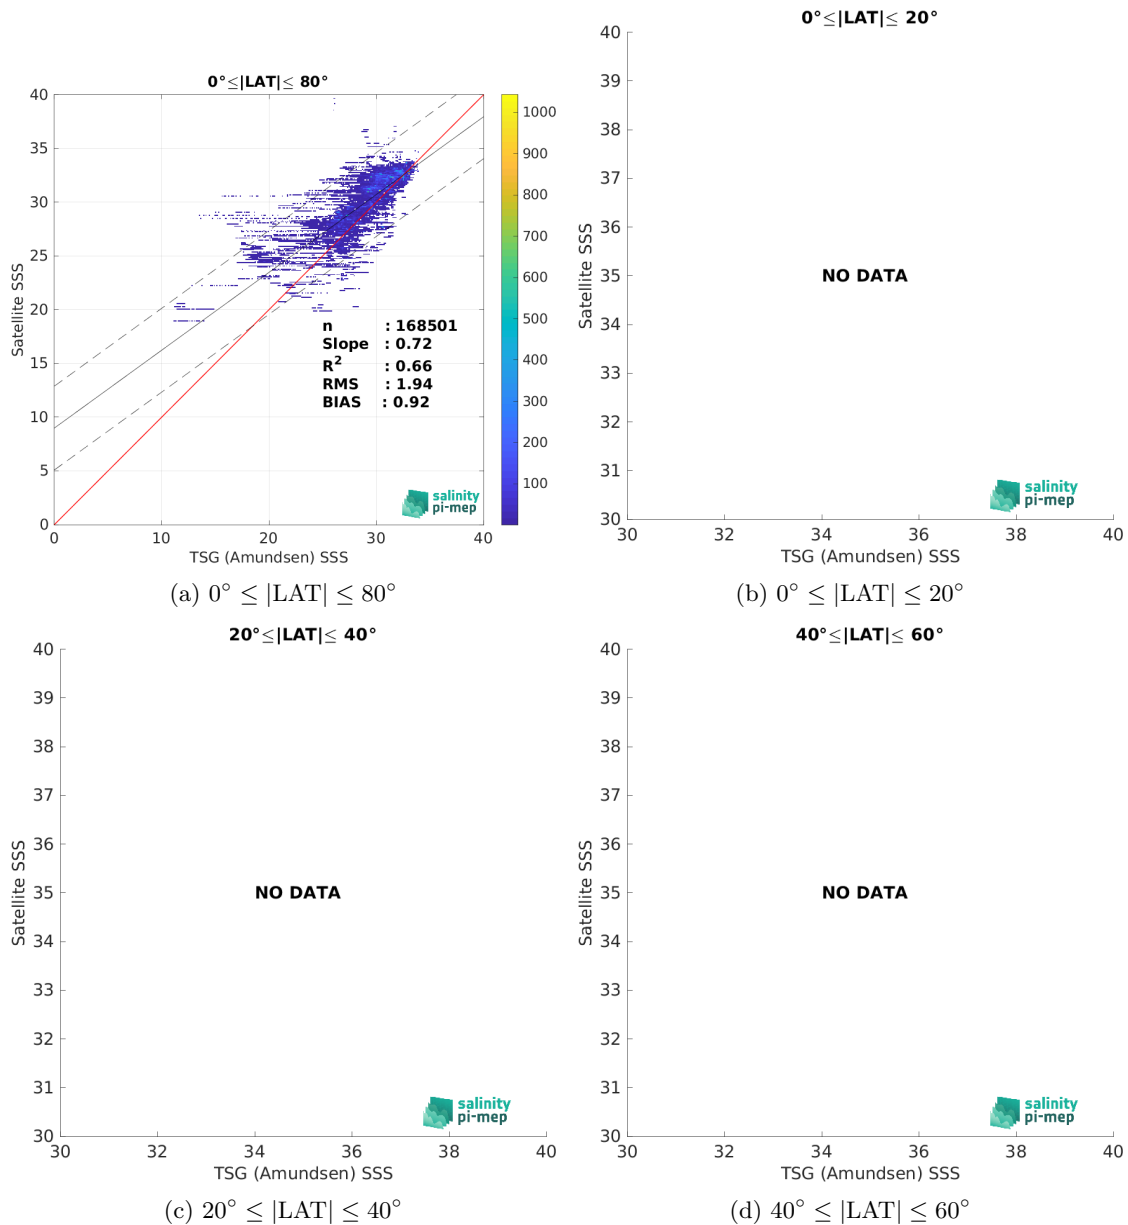 0°≤|LAT|≤ 80°
40
35
30
25
20
15
10
5
0
0
10
20
30
40
Satellite SSS
TSG (Amundsen) SSS
n : 168501
Slope : 0.72
R² : 0.66
RMS : 1.94
BIAS : 0.92
1000
900
800
700
600
500
400
300
200
100
salinity
pi-mep
(a) 0° ≤ |LAT| ≤ 80°
0°≤|LAT|≤ 20°
40
39
38
37
36
35
34
33
32
31
30
30
32
34
36
38
40
Satellite SSS
NO DATA
TSG (Amundsen) SSS
salinity
pi-mep
(b) 0° ≤ |LAT| ≤ 20°
20°≤|LAT|≤ 40°
40
39
38
37
36
35
34
33
32
31
30
30
32
34
36
38
40
Satellite SSS
NO DATA
TSG (Amundsen) SSS
salinity
pi-mep
(c) 20° ≤ |LAT| ≤ 40°
40°≤|LAT|≤ 60°
40
39
38
37
36
35
34
33
32
31
30
30
32
34
36
38
40
Satellite SSS
NO DATA
TSG (Amundsen) SSS
salinity
pi-mep
(d) 40° ≤ |LAT| ≤ 60°